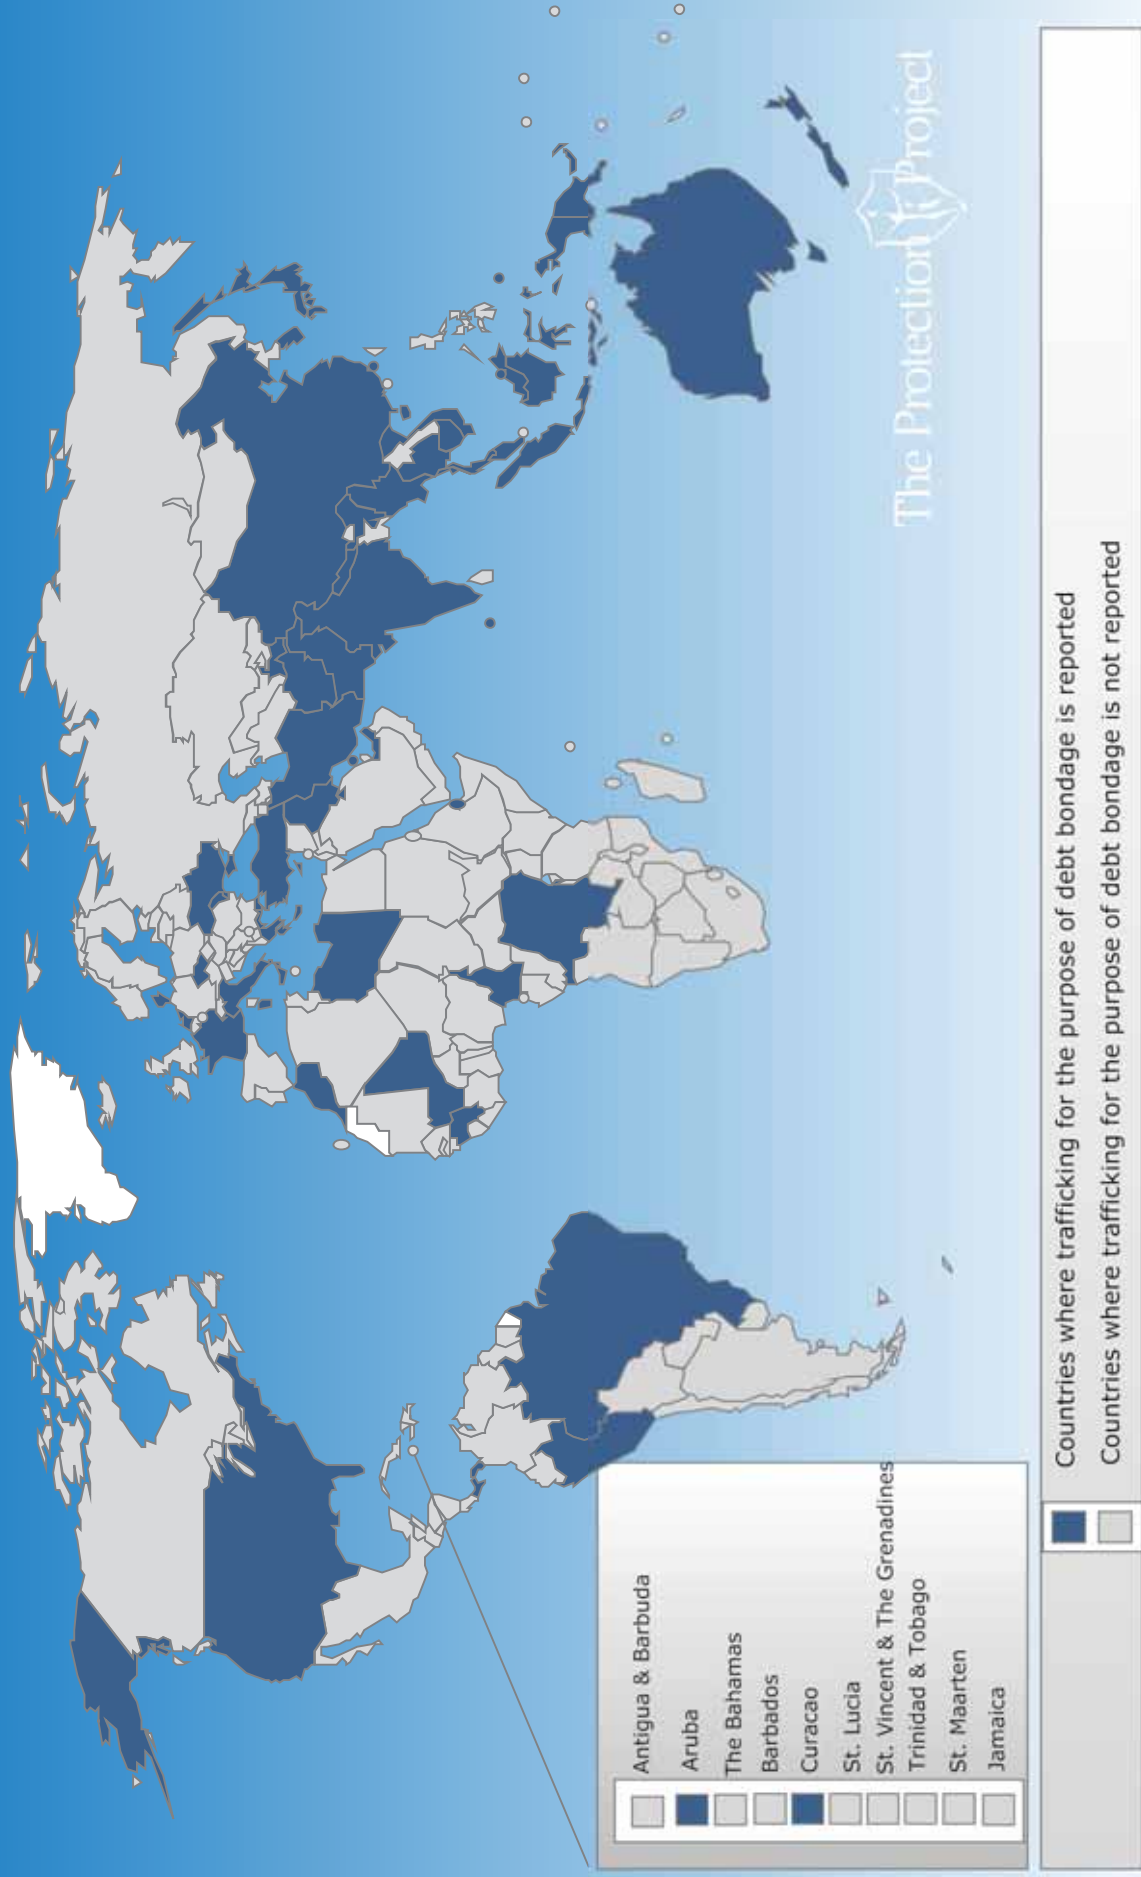 The Protection Project
Antigua & Barbuda
Aruba
The Bahamas
Barbados
Curacao
St. Lucia
St. Vincent & The Grenadines
Trinidad & Tobago
St. Maarten
Jamaica
Countries where trafficking for the purpose of debt bondage is reported
Countries where trafficking for the purpose of debt bondage is not reported